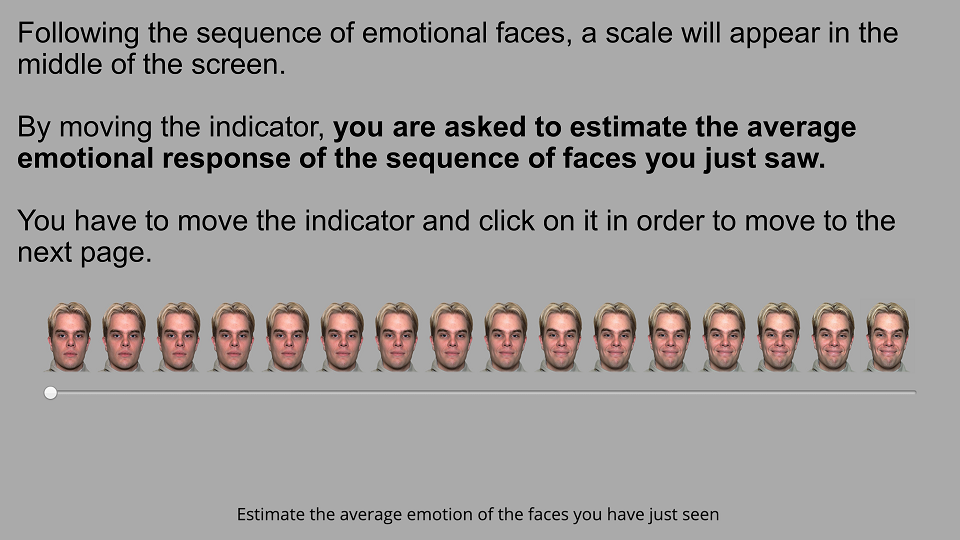 Following the sequence of emotional faces, a scale will appear in the
middle of the screen.
By moving the indicator, you are asked to estimate the average
emotional response of the sequence of faces you just saw.
You have to move the indicator and click on it in order to move to the
next page.
Estimate the average emotion of the faces you have just seen